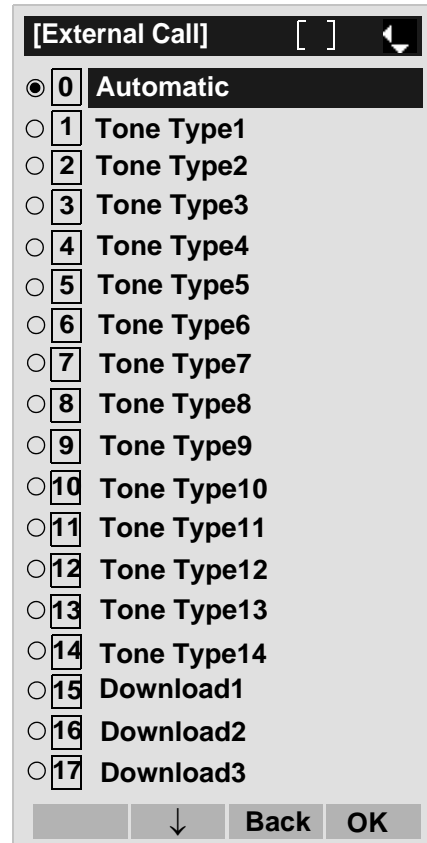 [External Call] [ ]
0 Automatic
1 Tone Type1
2 Tone Type2
3 Tone Type3
4 Tone Type4
5 Tone Type5
6 Tone Type6
7 Tone Type7
8 Tone Type8
9 Tone Type9
10 Tone Type10
11 Tone Type11
12 Tone Type12
13 Tone Type13
14 Tone Type14
15 Download1
16 Download2
17 Download3
↓ Back OK